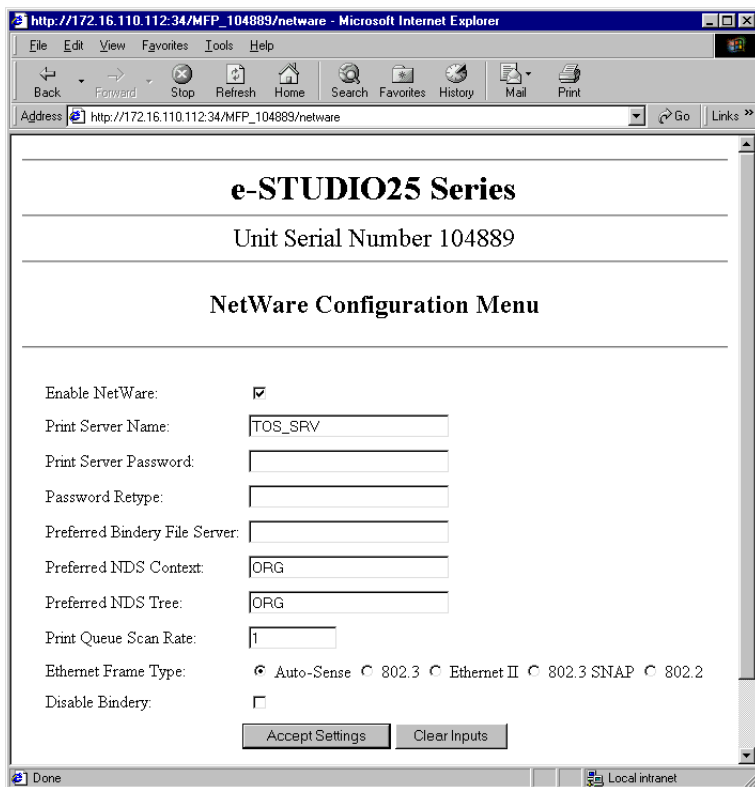 http://172.16.110.112:34/MFP_104889/netware - Microsoft Internet Explorer
File Edit View Favorites Tools Help
Back Forward Stop Refresh Home Search Favorites History Mail Print
Address http://172.16.110.112:34/MFP_104889/netware Go Links »
e-STUDIO25 Series
Unit Serial Number 104889
NetWare Configuration Menu
Enable NetWare:
Print Server Name: TOS_SRV
Print Server Password:
Password Retype:
Preferred Bindery File Server:
Preferred NDS Context: ORG
Preferred NDS Tree: ORG
Print Queue Scan Rate: 1
Ethernet Frame Type: Auto-Sense 802.3 Ethernet II 802.3 SNAP 802.2
Disable Bindery:
Accept Settings Clear Inputs
Done Local intranet